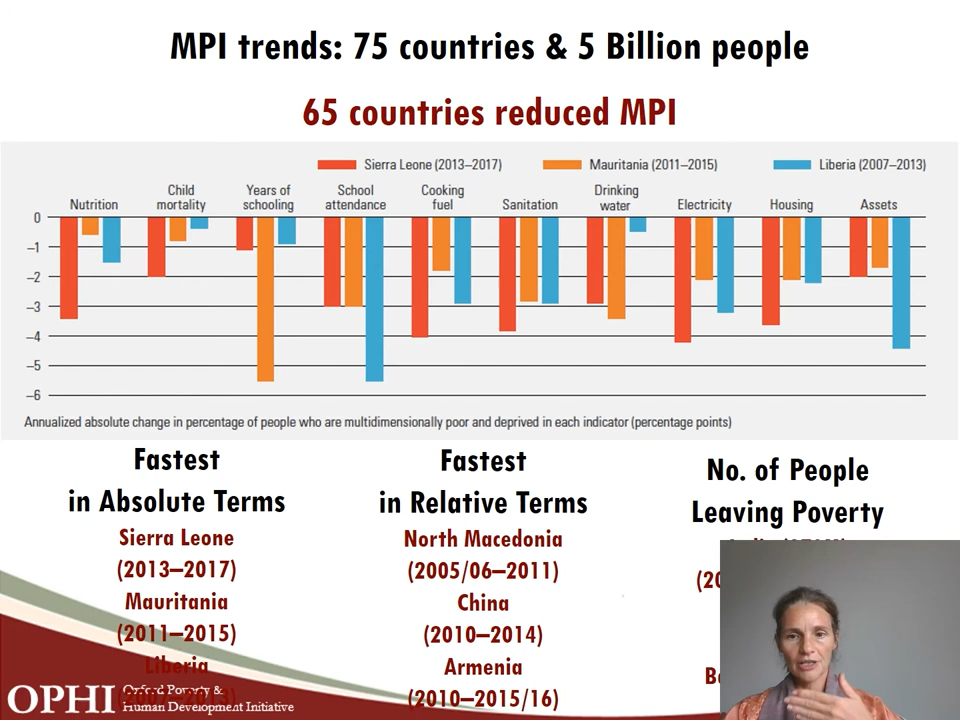 MPI trends: 75 countries & 5 Billion people
65 countries reduced MPI
Sierra Leone (2013–2017) Mauritania (2011–2015) Liberia (2007–2013)
Nutrition Child mortality Years of schooling School attendance Cooking fuel Sanitation Drinking water Electricity Housing Assets
0
–1
–2
–3
–4
–5
–6
Annualized absolute change in percentage of people who are multidimensionally poor and deprived in each indicator (percentage points)
Fastest
in Absolute Terms
Sierra Leone
(2013–2017)
Mauritania
(2011–2015)
Liberia
(2007–2013)
Fastest
in Relative Terms
North Macedonia
(2005/06–2011)
China
(2010–2014)
Armenia
(2010–2015/16)
No. of People
Leaving Poverty
OPHI Oxford Poverty &
Human Development Initiative